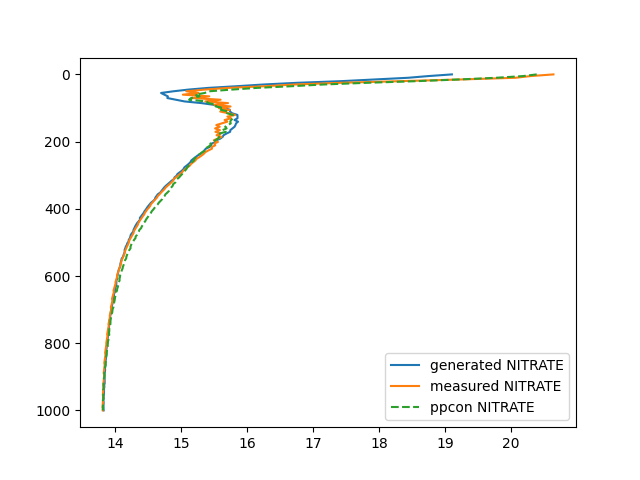 0
200
400
600
800
1000
14 15 16 17 18 19 20
generated NITRATE
measured NITRATE
ppcon NITRATE